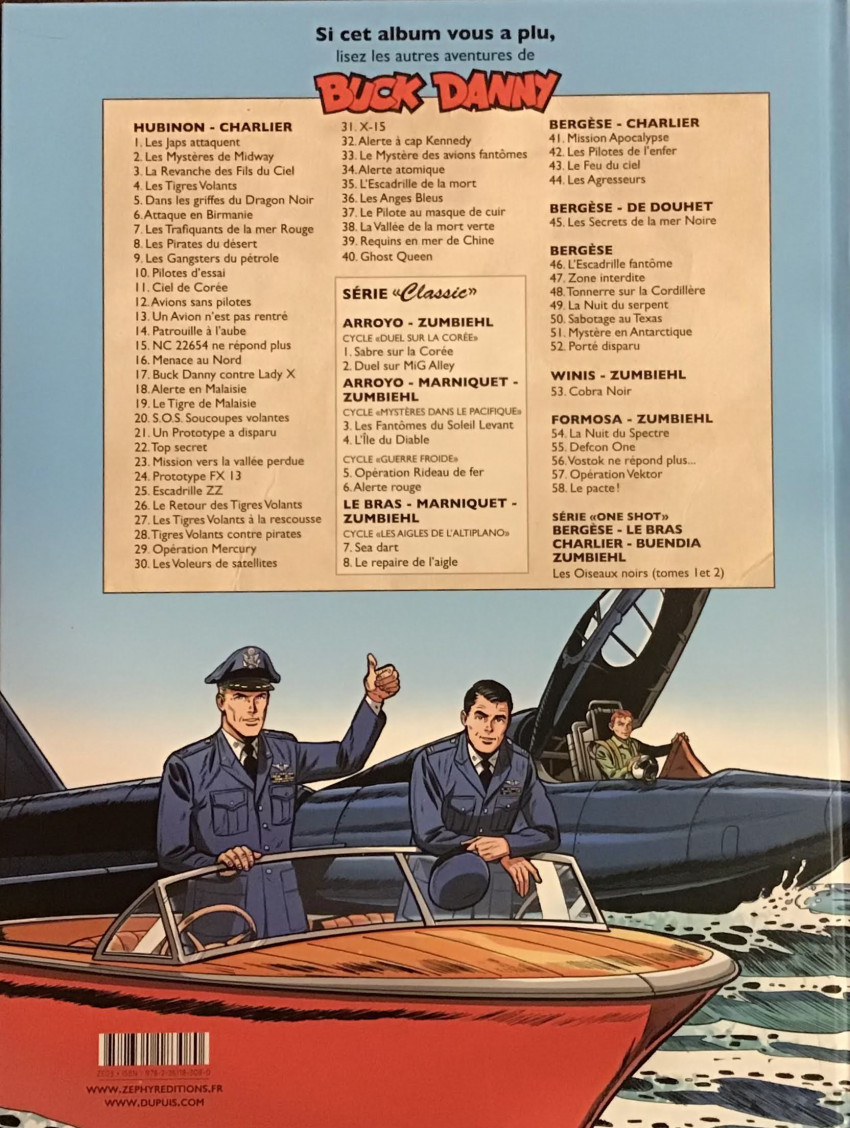 Si cet album vous a plu,
lisez les autres aventures de
BUCK DANNY
HUBINON - CHARLIER
1. Les Japs attaquent
2. Les Mystères de Midway
3. La Revanche des Fils du Ciel
4. Les Tigres Volants
5. Dans les griffes du Dragon Noir
6. Attaque en Birmanie
7. Les Trafiquants de la mer Rouge
8. Les Pirates du désert
9. Les Gangsters du pétrole
10. Pilotes d'essai
11. Ciel de Corée
12. Avions sans pilotes
13. Un Avion n'est pas rentré
14. Patrouille à l'aube
15. NC 22654 ne répond plus
16. Menace au Nord
17. Buck Danny contre Lady X
18. Alerte en Malaisie
19. Le Tigre de Malaisie
20. S.O.S. Soucoupes volantes
21. Un Prototype a disparu
22. Top secret
23. Mission vers la vallée perdue
24. Prototype FX 13
25. Escadrille ZZ
26. Le Retour des Tigres Volants
27. Les Tigres Volants à la rescousse
28. Tigres Volants contre pirates
29. Opération Mercury
30. Les Voleurs de satellites
31. X-15
32. Alerte à cap Kennedy
33. Le Mystère des avions fantômes
34. Alerte atomique
35. L'Escadrille de la mort
36. Les Anges Bleus
37. Le Pilote au masque de cuir
38. La Vallée de la mort verte
39. Requins en mer de Chine
40. Ghost Queen
SÉRIE «Classic»
ARROYO - ZUMBIEHL
CYCLE «DUEL SUR LA CORÉE»
1. Sabre sur la Corée
2. Duel sur MiG Alley
ARROYO - MARNIQUET -
ZUMBIEHL
CYCLE «MYSTÈRES DANS LE PACIFIQUE»
3. Les Fantômes du Soleil Levant
4. L'Île du Diable
CYCLE «GUERRE FROIDE»
5. Opération Rideau de fer
6. Alerte rouge
LE BRAS - MARNIQUET -
ZUMBIEHL
CYCLE «LES AIGLES DE L'ALTIPLANO»
7. Sea dart
8. Le repaire de l'aigle
BERGÈSE - CHARLIER
41. Mission Apocalypse
42. Les Pilotes de l'enfer
43. Le Feu du ciel
44. Les Agresseurs
BERGÈSE - DE DOUHET
45. Les Secrets de la mer Noire
BERGÈSE
46. L'Escadrille fantôme
47. Zone interdite
48. Tonnerre sur la Cordillère
49. La Nuit du serpent
50. Sabotage au Texas
51. Mystère en Antarctique
52. Porté disparu
WINIS - ZUMBIEHL
53. Cobra Noir
FORMOSA - ZUMBIEHL
54. La Nuit du Spectre
55. Defcon One
56. Vostok ne répond plus...
57. Opération Vektor
58. Le pacte !
SÉRIE «ONE SHOT»
BERGÈSE - LE BRAS
CHARLIER - BUENDIA
ZUMBIEHL
Les Oiseaux noirs (tomes 1et 2)
WWW.ZEPHYREDITIONS.FR
WWW.DUPUIS.COM